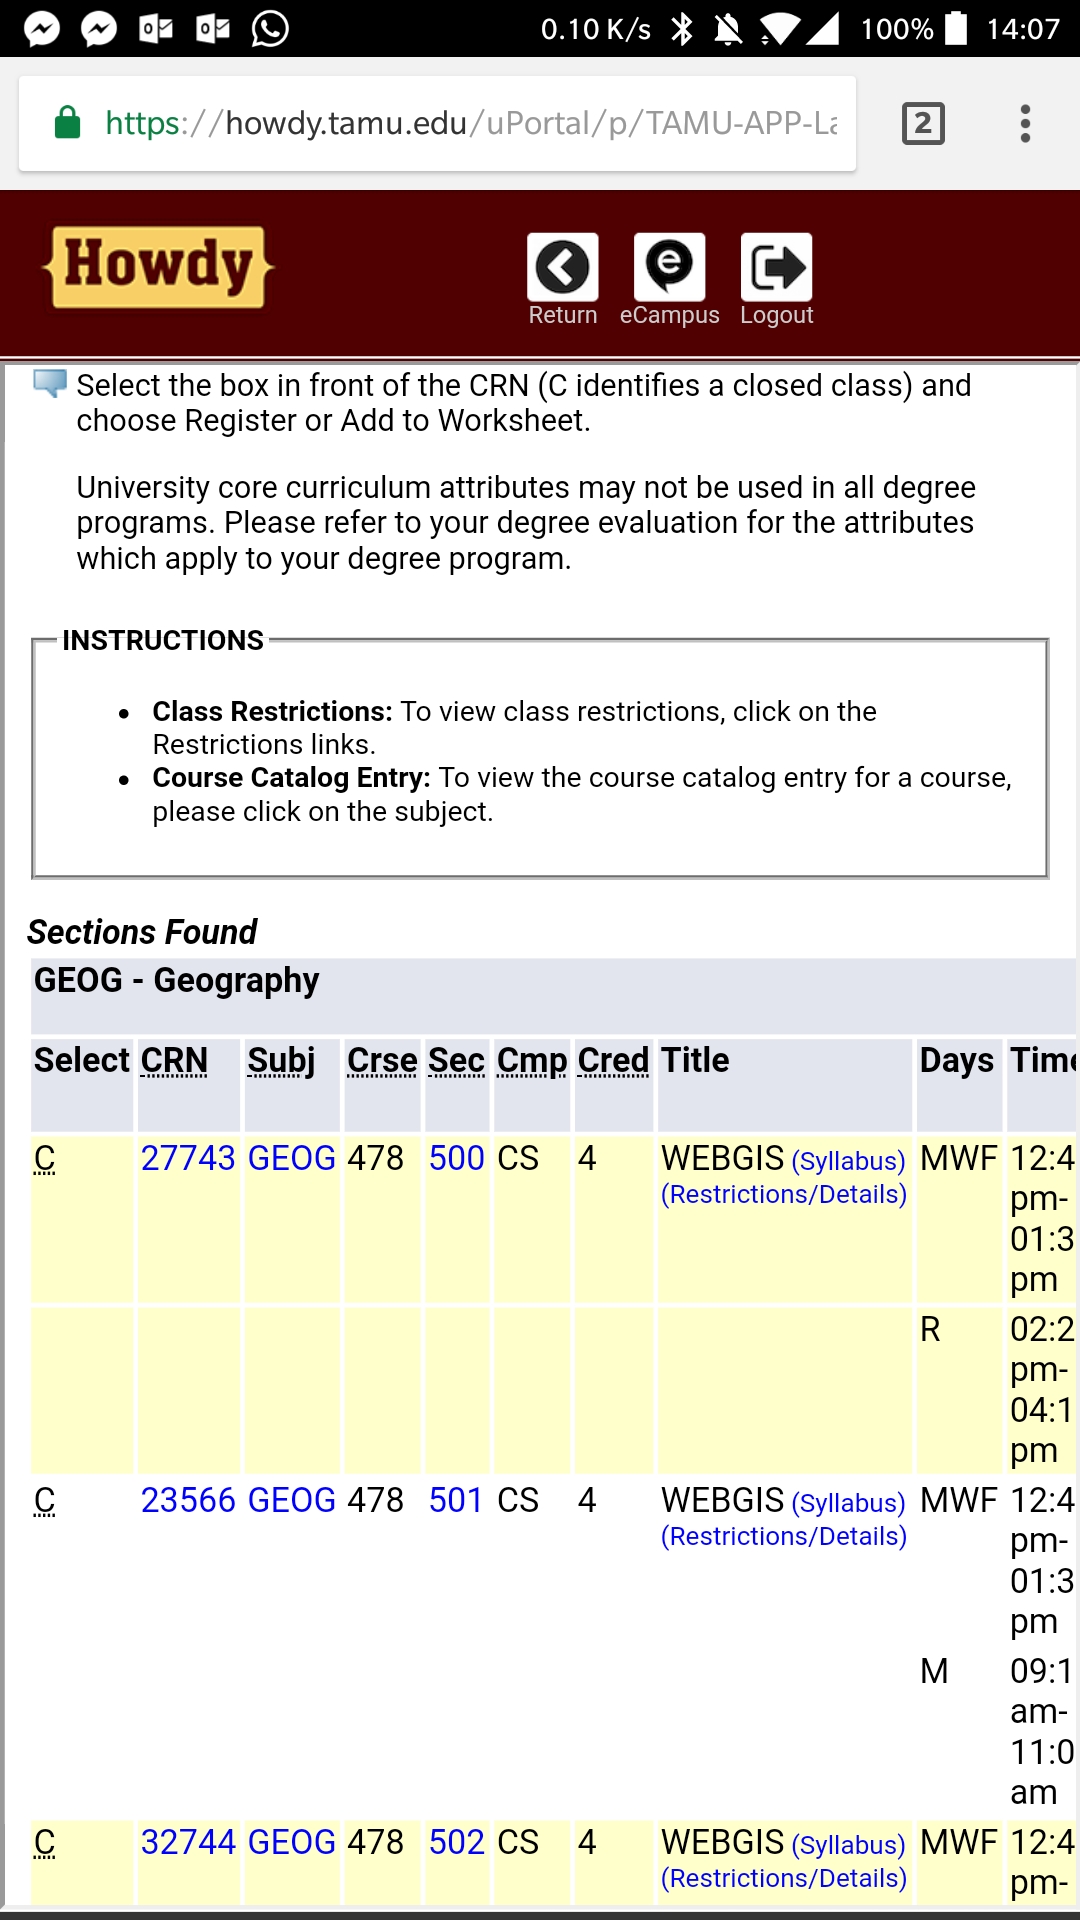 0.10 K/s 100% 14:07
https://howdy.tamu.edu/uPortal/p/TAMU-APP-La
2
Howdy
Return eCampus Logout
Select the box in front of the CRN (C identifies a closed class) and
choose Register or Add to Worksheet.
University core curriculum attributes may not be used in all degree
programs. Please refer to your degree evaluation for the attributes
which apply to your degree program.
INSTRUCTIONS
• Class Restrictions: To view class restrictions, click on the
Restrictions links.
• Course Catalog Entry: To view the course catalog entry for a course,
please click on the subject.
Sections Found
GEOG - Geography
Select CRN Subj Crse Sec Cmp Cred Title Days Time
C 27743 GEOG 478 500 CS 4 WEBGIS (Syllabus) MWF 12:4
(Restrictions/Details) pm-
01:3
pm
R 02:2
pm-
04:1
pm
C 23566 GEOG 478 501 CS 4 WEBGIS (Syllabus) MWF 12:4
(Restrictions/Details) pm-
01:3
pm
M 09:1
am-
11:0
am
C 32744 GEOG 478 502 CS 4 WEBGIS (Syllabus) MWF 12:4
(Restrictions/Details) pm-